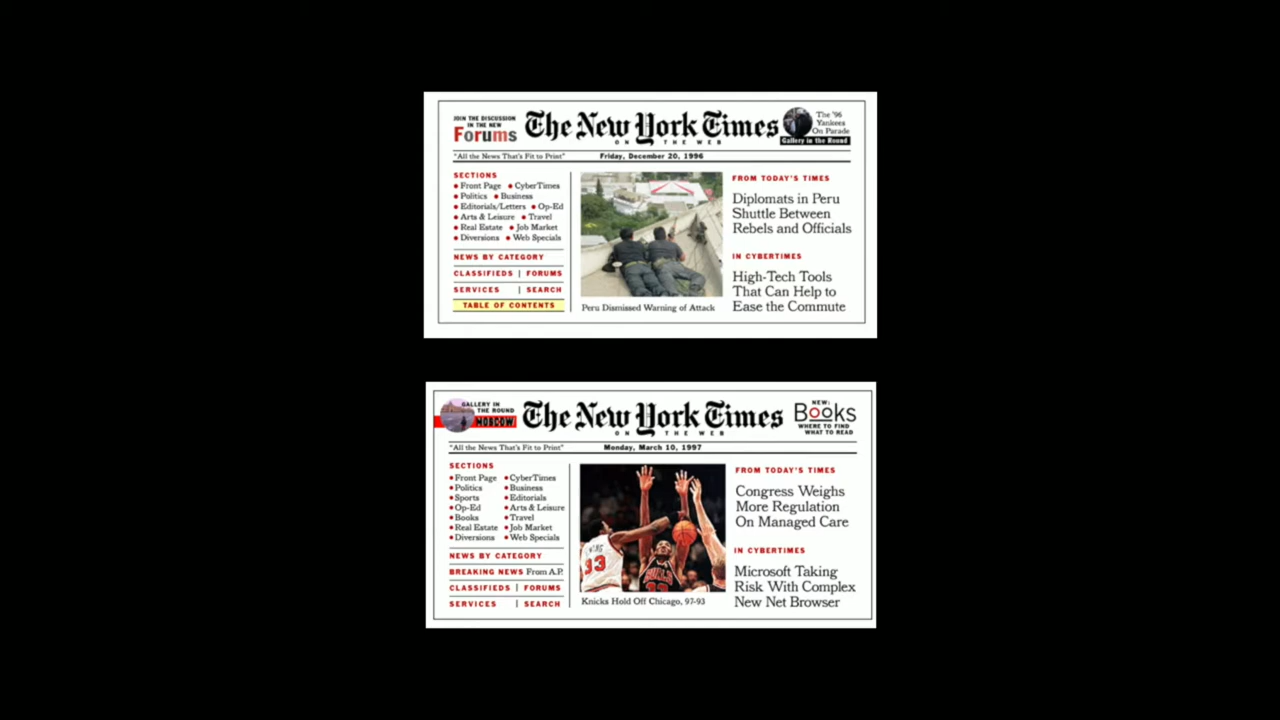 JOIN THE DISCUSSION
IN THE NEW
Forums
The New York Times
ON THE WEB
The '96
Yankees
On Parade
Gallery in the Round
"All the News That's Fit to Print"
Friday, December 20, 1996
SECTIONS
• Front Page • CyberTimes
• Politics • Business
• Editorials/Letters • Op-Ed
• Arts & Leisure • Travel
• Real Estate • Job Market
• Diversions • Web Specials
NEWS BY CATEGORY
CLASSIFIEDS | FORUMS
SERVICES | SEARCH
TABLE OF CONTENTS
Peru Dismissed Warning of Attack
FROM TODAY'S TIMES
Diplomats in Peru
Shuttle Between
Rebels and Officials
IN CYBERTIMES
High-Tech Tools
That Can Help to
Ease the Commute
GALLERY IN
THE ROUND
MOSCOW
The New York Times
ON THE WEB
NEW:
Books
WHERE TO FIND
WHAT TO READ
"All the News That's Fit to Print"
Monday, March 10, 1997
SECTIONS
• Front Page • CyberTimes
• Politics • Business
• Sports • Editorials
• Op-Ed • Arts & Leisure
• Books • Travel
• Real Estate • Job Market
• Diversions • Web Specials
NEWS BY CATEGORY
BREAKING NEWS From A.P.
CLASSIFIEDS | FORUMS
SERVICES | SEARCH
33
BULLS
Knicks Hold Off Chicago, 97-93
FROM TODAY'S TIMES
Congress Weighs
More Regulation
On Managed Care
IN CYBERTIMES
Microsoft Taking
Risk With Complex
New Net Browser